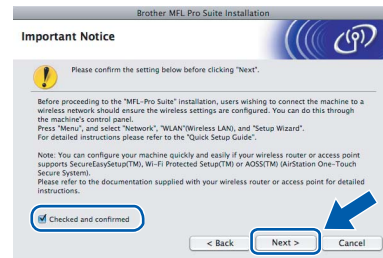 Brother MFL Pro Suite Installation
Important Notice
Please confirm the setting below before clicking "Next".
Before proceeding to the "MFL-Pro Suite" installation, users wishing to connect the machine to a
wireless network should ensure the wireless settings are configured. You can do this through
the machine's control panel.
Press "Menu", and select "Network", "WLAN"(Wireless LAN), and "Setup Wizard".
For detailed instructions please refer to the "Quick Setup Guide".
Note: You can configure your machine quickly and easily if your wireless router or access point
supports SecureEasySetup(TM), Wi-Fi Protected Setup(TM) or AOSS(TM) (AirStation One-Touch
Secure System).
Please refer to the documentation supplied with your wireless router or access point for detailed
instructions.
Checked and confirmed
< Back
Next >
Cancel